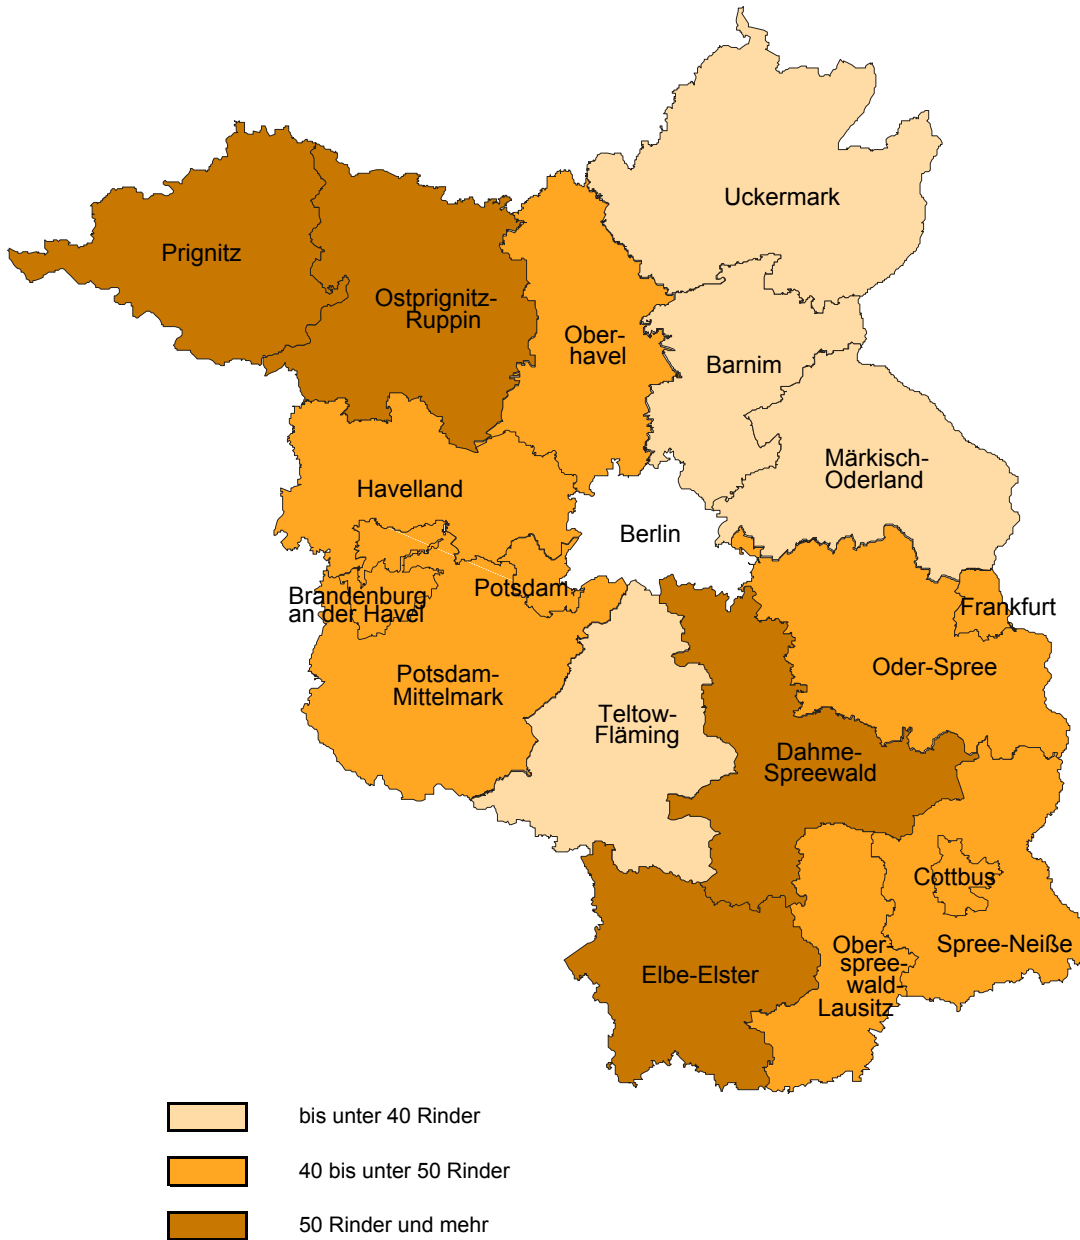 Uckermark
Prignitz
Ostprignitz-
Ruppin
Ober-
havel
Barnim
Märkisch-
Oderland
Havelland
Berlin
Potsdam
Brandenburg
an der Havel
Frankfurt
Oder-Spree
Potsdam-
Mittelmark
Teltow-
Fläming
Dahme-
Spreewald
Cottbus
Spree-Neiße
Ober-
spree-
wald-
Lausitz
Elbe-Elster
bis unter 40 Rinder
40 bis unter 50 Rinder
50 Rinder und mehr